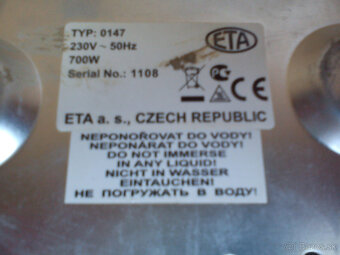 TYP: 0147
230V ~ 50Hz
700W
Serial No.: 1108
ETA
ETA a. s., CZECH REPUBLIC
NEPONOŘOVAT DO VODY!
NEPONÁRAT DO VODY!
DO NOT IMMERSE
IN ANY LIQUID!
NICHT IN WASSER
EINTAUCHEN!
НЕ ПОГРУЖАТЬ В ВОДУ!